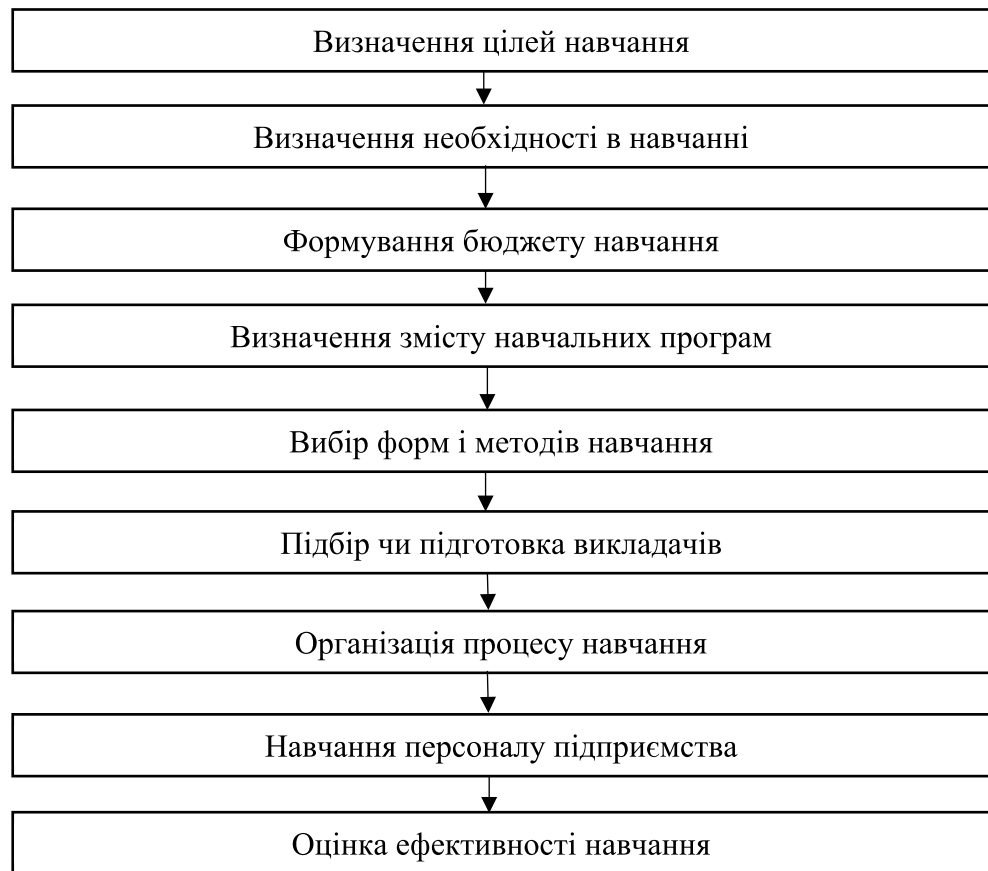 Визначення цілей навчання
Визначення необхідності в навчанні
Формування бюджету навчання
Визначення змісту навчальних програм
Вибір форм і методів навчання
Підбір чи підготовка викладачів
Організація процесу навчання
Навчання персоналу підприємства
Оцінка ефективності навчання